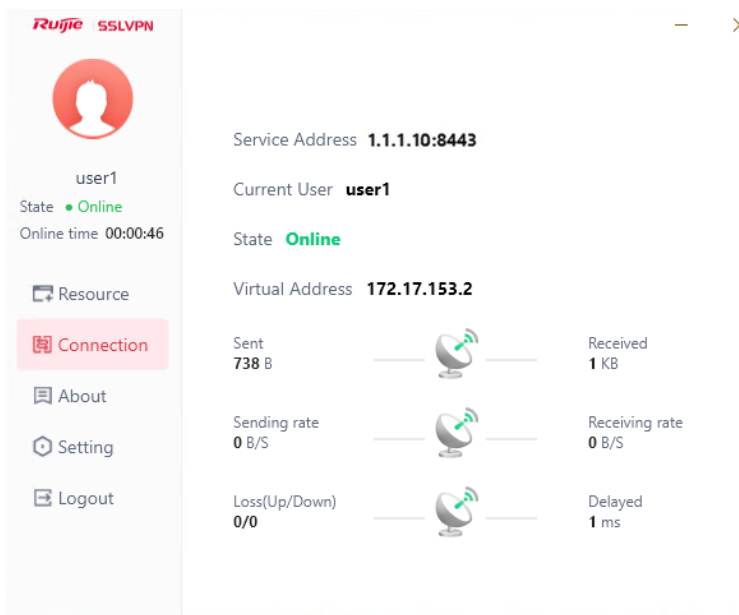 Ruijie SSLVPN
user1
State Online
Online time 00:00:46
Resource
Connection
About
Setting
Logout
Service Address 1.1.1.10:8443
Current User user1
State Online
Virtual Address 172.17.153.2
Sent
738 B
Received
1 KB
Sending rate
0 B/S
Receiving rate
0 B/S
Loss(Up/Down)
0/0
Delayed
1 ms